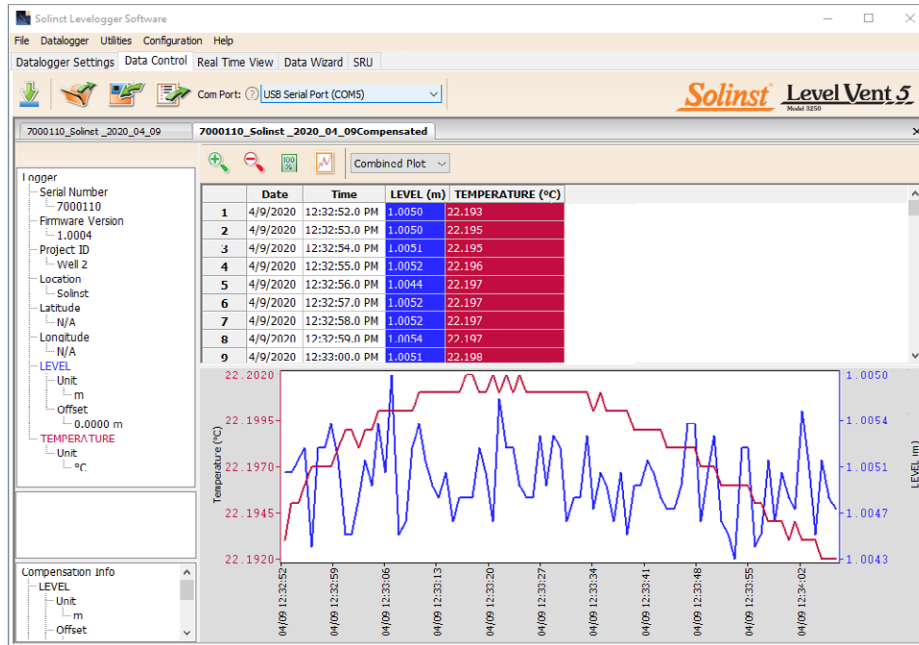 Solinst Levelogger Software
File Datalogger Utilities Configuration Help
Datalogger Settings Data Control Real Time View Data Wizard SRU
Com Port: ? USB Serial Port (COM5)
Solinst Level Vent 5
Model 3250
7000110_Solinst _2020_04_09 7000110_Solinst _2020_04_09Compensated
100 %
Combined Plot
Logger
Serial Number
7000110
Firmware Version
1.0004
Project ID
Well 2
Location
Solinst
Latitude
N/A
Longitude
N/A
LEVEL
Unit
m
Offset
0.0000 m
TEMPERATURE
Unit
ºC
Compensation Info
LEVEL
Unit
m
Offset
Date Time LEVEL (m) TEMPERATURE (ºC)
1 4/9/2020 12:32:52.0 PM 1.0050 22.193
2 4/9/2020 12:32:53.0 PM 1.0050 22.195
3 4/9/2020 12:32:54.0 PM 1.0051 22.195
4 4/9/2020 12:32:55.0 PM 1.0052 22.196
5 4/9/2020 12:32:56.0 PM 1.0044 22.197
6 4/9/2020 12:32:57.0 PM 1.0052 22.197
7 4/9/2020 12:32:58.0 PM 1.0052 22.197
8 4/9/2020 12:32:59.0 PM 1.0054 22.197
9 4/9/2020 12:33:00.0 PM 1.0051 22.198
Temperature (ºC)
22.2020
22.1995
22.1970
22.1945
22.1920
1.0050
1.0054
1.0051
1.0047
1.0043
LEVEL (m)
04/09 12:32:52
04/09 12:32:59
04/09 12:33:06
04/09 12:33:13
04/09 12:33:20
04/09 12:33:27
04/09 12:33:34
04/09 12:33:41
04/09 12:33:48
04/09 12:33:55
04/09 12:34:02